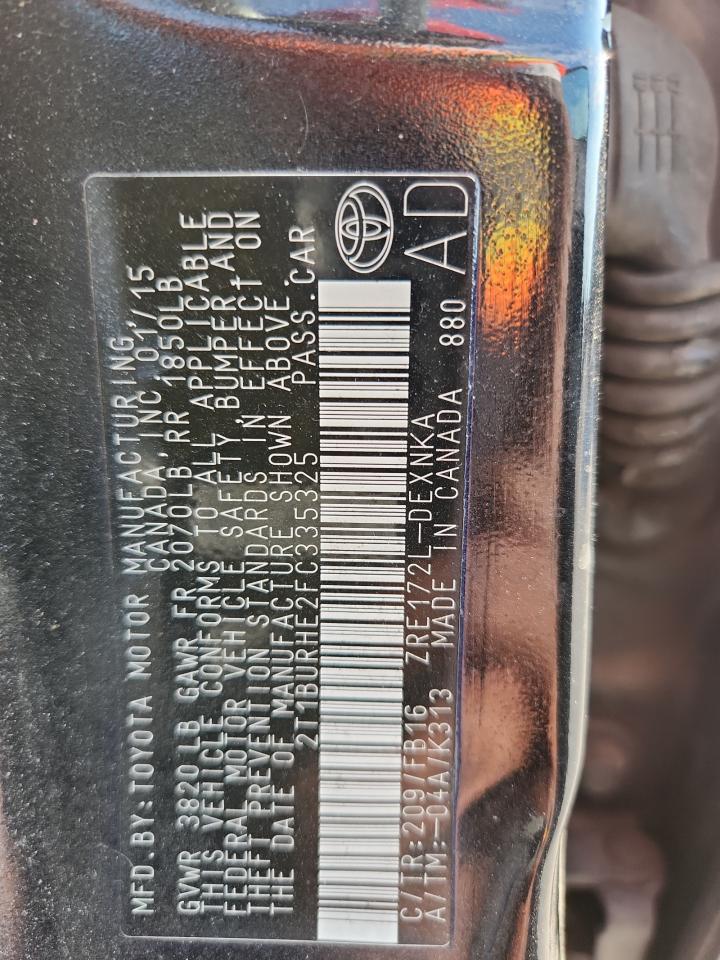 MFD.BY:TOYOTA MOTOR MANUFACTURING,
CANADA,INC. 01/15
GVWR 3820LB GAWR FR 2070LB,RR 1850LB
THIS VEHICLE CONFORMS TO ALL APPLICABLE
FEDERAL MOTOR VEHICLE SAFETY,BUMPER,AND
THEFT PREVENTION STANDARDS IN EFFECT ON
THE DATE OF MANUFACTURE SHOWN ABOVE.
2T1BURHE2FC335325 PASS.CAR
C/TR:209/FB16 ZRE172L-DEXNKA
A/TM:-04A/K313 MADE IN CANADA 880
AD